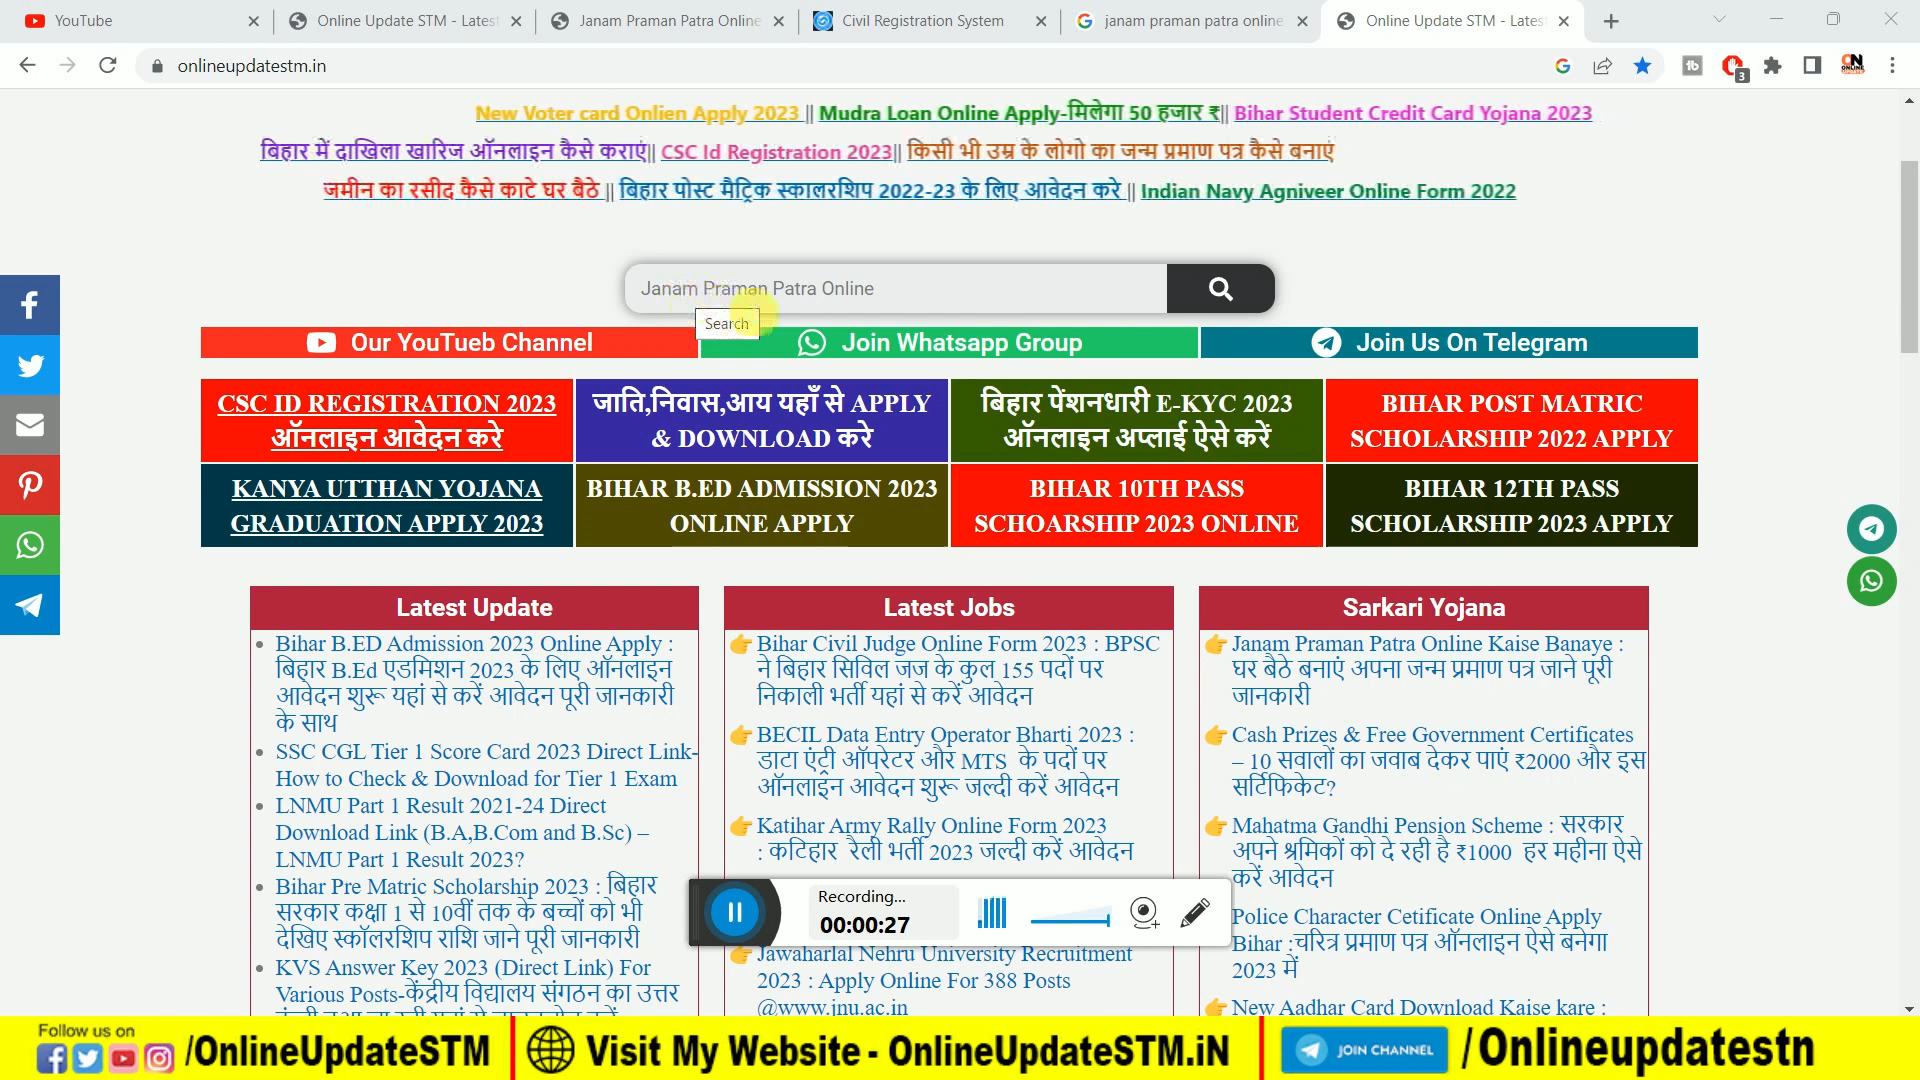 YouTube
Online Update STM - Latest
Janam Praman Patra Online
Civil Registration System
janam praman patra online
Online Update STM - Latest
onlineupdatestm.in
3
New Voter card Onlien Apply 2023 || Mudra Loan Online Apply-मिलेगा 50 हजार ₹|| Bihar Student Credit Card Yojana 2023
बिहार में दाखिला खारिज ऑनलाइन कैसे कराएं|| CSC Id Registration 2023|| किसी भी उम्र के लोगो का जन्म प्रमाण पत्र कैसे बनाएं
जमीन का रसीद कैसे काटे घर बैठे || बिहार पोस्ट मैट्रिक स्कालरशिप 2022-23 के लिए आवेदन करे || Indian Navy Agniveer Online Form 2022
Janam Praman Patra Online
Search
Our YouTueb Channel
Join Whatsapp Group
Join Us On Telegram
CSC ID REGISTRATION 2023
ऑनलाइन आवेदन करे
जाति,निवास,आय यहाँ से APPLY
& DOWNLOAD करे
बिहार पेंशनधारी E-KYC 2023
ऑनलाइन अप्लाई ऐसे करें
BIHAR POST MATRIC
SCHOLARSHIP 2022 APPLY
KANYA UTTHAN YOJANA
GRADUATION APPLY 2023
BIHAR B.ED ADMISSION 2023
ONLINE APPLY
BIHAR 10TH PASS
SCHOARSHIP 2023 ONLINE
BIHAR 12TH PASS
SCHOLARSHIP 2023 APPLY
Latest Update
Bihar B.ED Admission 2023 Online Apply :
बिहार B.Ed एडमिशन 2023 के लिए ऑनलाइन
आवेदन शुरू यहां से करें आवेदन पूरी जानकारी
के साथ
SSC CGL Tier 1 Score Card 2023 Direct Link-
How to Check & Download for Tier 1 Exam
LNMU Part 1 Result 2021-24 Direct
Download Link (B.A,B.Com and B.Sc) –
LNMU Part 1 Result 2023?
Bihar Pre Matric Scholarship 2023 : बिहार
सरकार कक्षा 1 से 10वीं तक के बच्चों को भी
देखिए स्कॉलरशिप राशि जाने पूरी जानकारी
KVS Answer Key 2023 (Direct Link) For
Various Posts-केंद्रीय विद्यालय संगठन का उत्तर
Latest Jobs
Bihar Civil Judge Online Form 2023 : BPSC
ने बिहार सिविल जज के कुल 155 पदों पर
निकाली भर्ती यहां से करें आवेदन
BECIL Data Entry Operator Bharti 2023 :
डाटा एंट्री ऑपरेटर और MTS के पदों पर
ऑनलाइन आवेदन शुरू जल्दी करें आवेदन
Katihar Army Rally Online Form 2023
: कटिहार रैली भर्ती 2023 जल्दी करें आवेदन
Jawaharlal Nehru University Recruitment
2023 : Apply Online For 388 Posts
@www.jnu.ac.in
Sarkari Yojana
Janam Praman Patra Online Kaise Banaye :
घर बैठे बनाएं अपना जन्म प्रमाण पत्र जाने पूरी
जानकारी
Cash Prizes & Free Government Certificates
– 10 सवालों का जवाब देकर पाएं ₹2000 और इस
सर्टिफिकेट?
Mahatma Gandhi Pension Scheme : सरकार
अपने श्रमिकों को दे रही है ₹1000 हर महीना ऐसे
करें आवेदन
Police Character Cetificate Online Apply
Bihar :चरित्र प्रमाण पत्र ऑनलाइन ऐसे बनेगा
2023 में
New Aadhar Card Download Kaise kare :
Recording...
00:00:27
Follow us on
/OnlineUpdateSTM
Visit My Website - OnlineUpdateSTM.iN
JOIN CHANNEL
/Onlineupdatestn